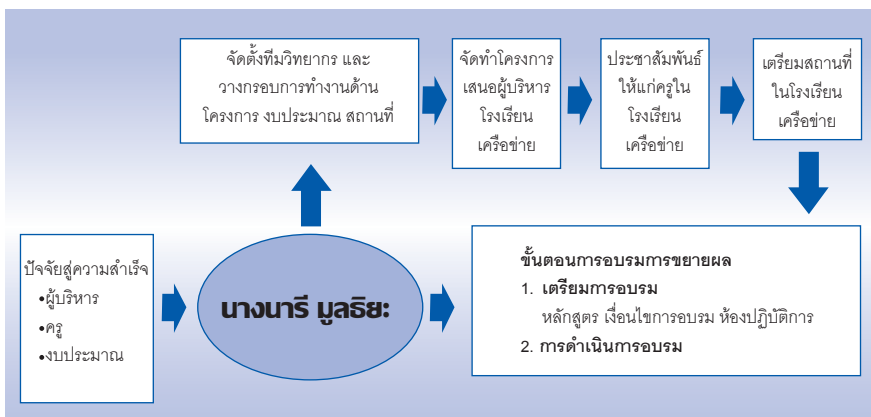 จัดตั้งทีมวิทยากร และ
วางกรอบการทำงานด้าน
โครงการ งบประมาณ สถานที่
จัดทำโครงการ
เสนอผู้บริหาร
โรงเรียน
เครือข่าย
ประชาสัมพันธ์
ให้แก่ครูใน
โรงเรียน
เครือข่าย
เตรียมสถานที่
ในโรงเรียน
เครือข่าย
ปัจจัยสู่ความสำเร็จ
•ผู้บริหาร
•ครู
•งบประมาณ
นางนารี มูลธิยะ
ขั้นตอนการอบรมการขยายผล
1. เตรียมการอบรม
หลักสูตร เงื่อนไขการอบรม ห้องปฏิบัติการ
2. การดำเนินการอบรม